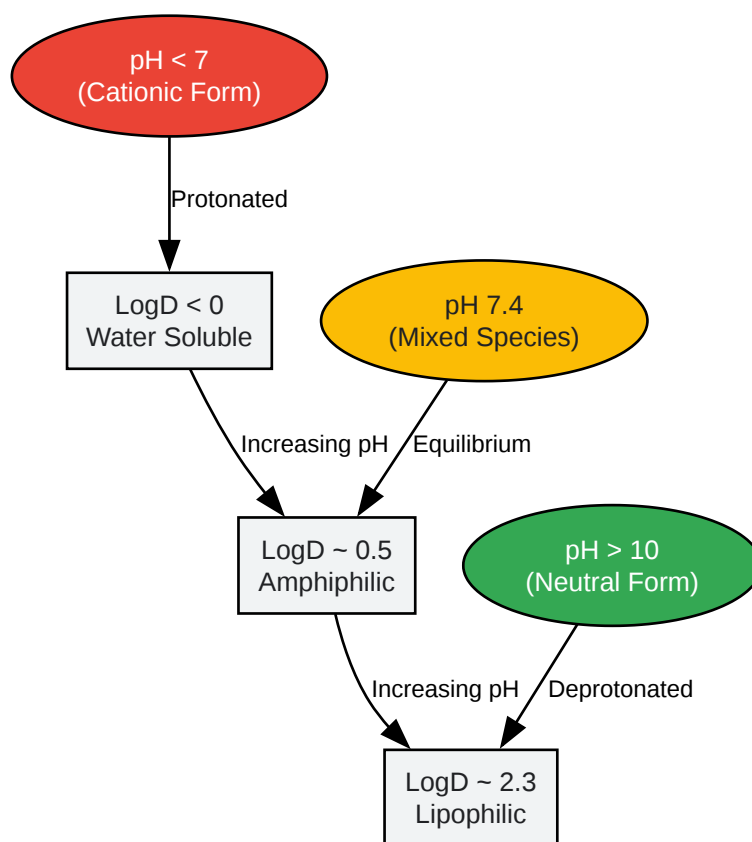 pH < 7
(Cationic Form)
Protonated
LogD < 0
Water Soluble
pH 7.4
(Mixed Species)
Increasing pH
Equilibrium
LogD ~ 0.5
Amphiphilic
pH > 10
(Neutral Form)
Increasing pH
Deprotonated
LogD ~ 2.3
Lipophilic